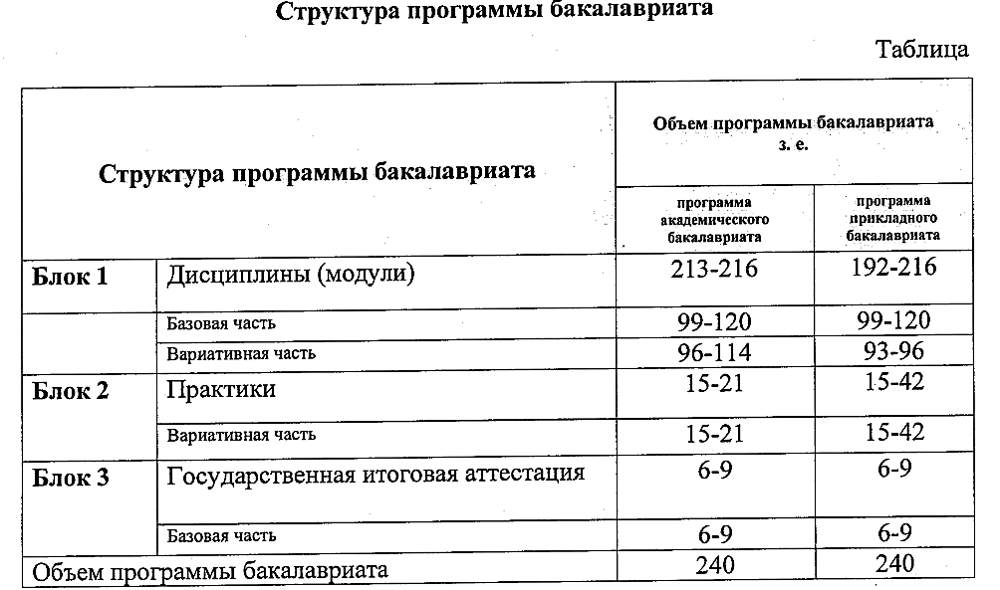 Структура программы бакалавриата
Таблица
Структура программы бакалавриата
Объем программы бакалавриата
з. е.
программа
академического
бакалавриата
программа
прикладного
бакалавриата
Блок 1 Дисциплины (модули) 213-216 192-216
Базовая часть 99-120 99-120
Вариативная часть 96-114 93-96
Блок 2 Практики 15-21 15-42
Вариативная часть 15-21 15-42
Блок 3 Государственная итоговая аттестация 6-9 6-9
Базовая часть 6-9 6-9
Объем программы бакалавриата 240 240